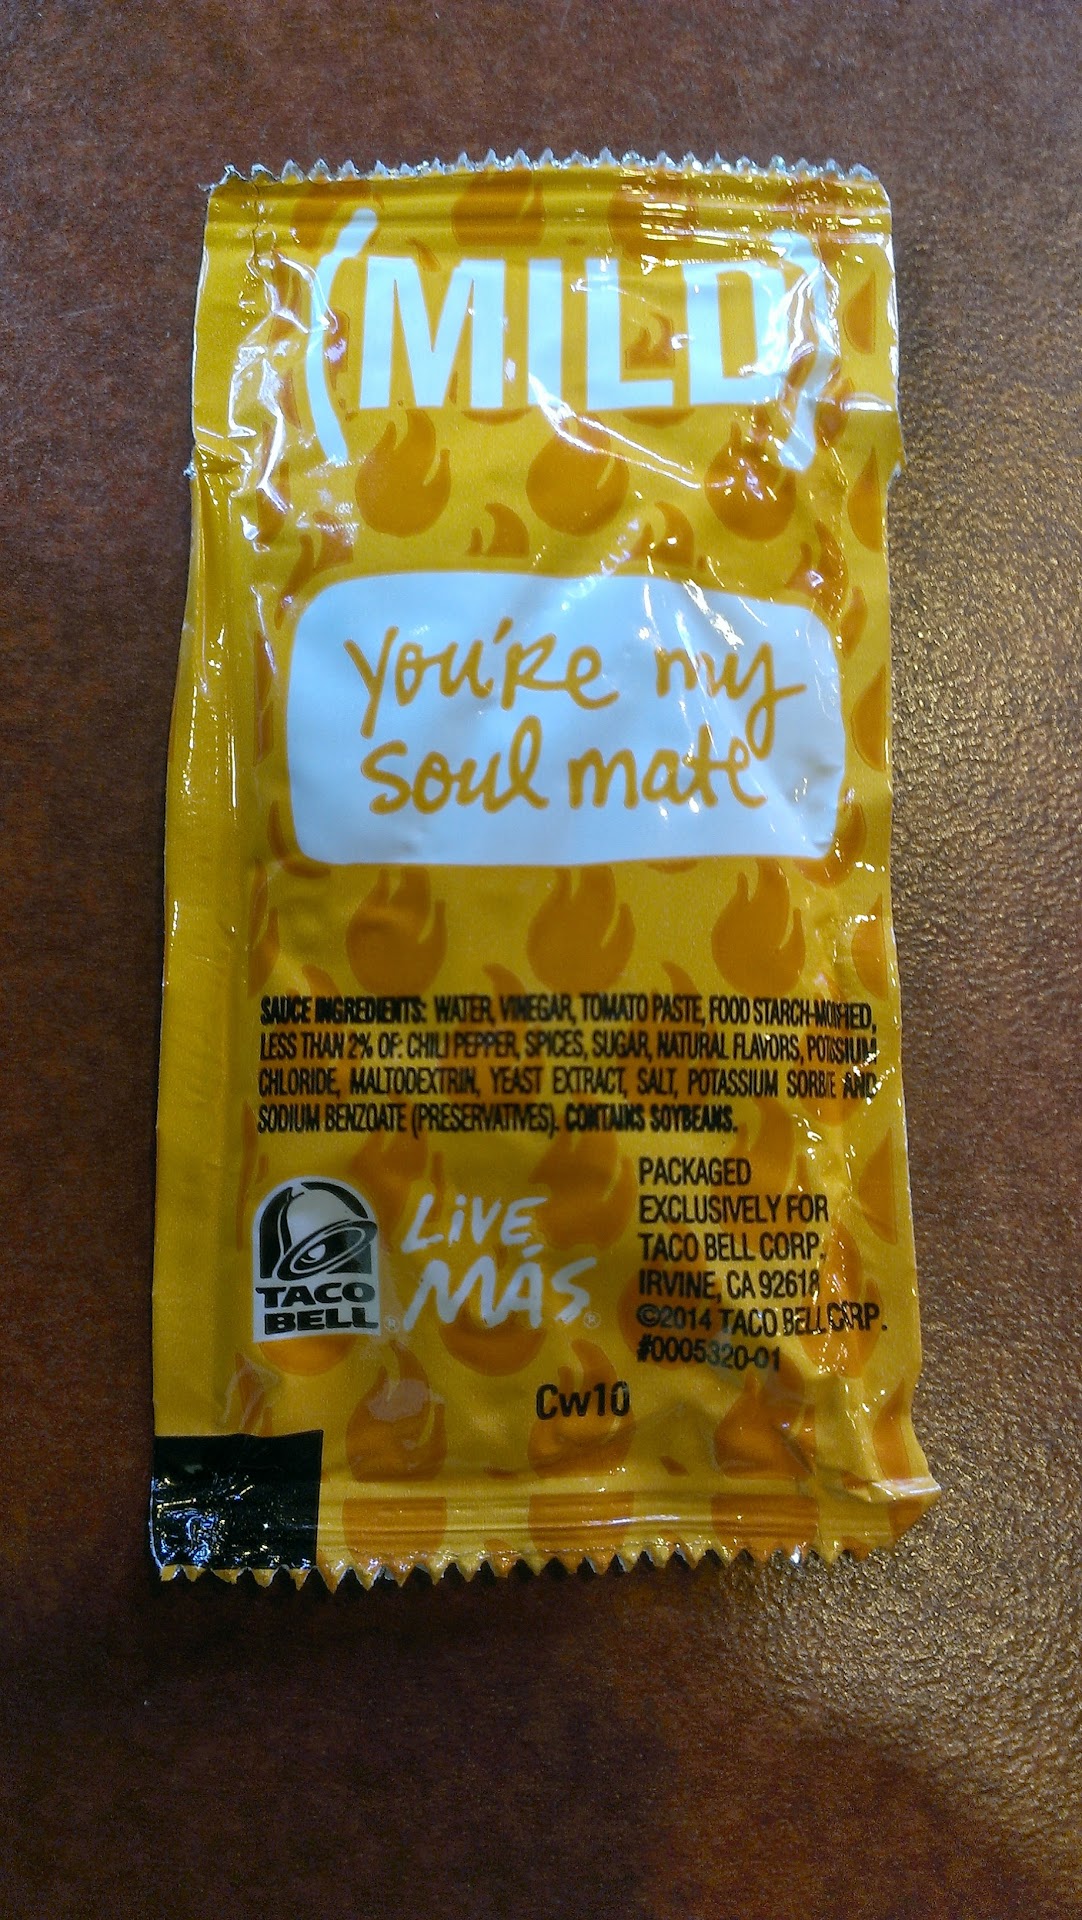 (MILD)
you're my
soul mate
SAUCE INGREDIENTS: WATER, VINEGAR, TOMATO PASTE, FOOD STARCH-MODIFIED,
LESS THAN 2% OF: CHILI PEPPER, SPICES, SUGAR, NATURAL FLAVORS, POTASSIUM
CHLORIDE, MALTODEXTRIN, YEAST EXTRACT, SALT, POTASSIUM SORBATE AND
SODIUM BENZOATE (PRESERVATIVES). CONTAINS SOYBEANS.
TACO
BELL®
LIVE
MÁS®
PACKAGED
EXCLUSIVELY FOR
TACO BELL CORP.
IRVINE, CA 92618
©2014 TACO BELL CORP.
#0005320-01
Cw10